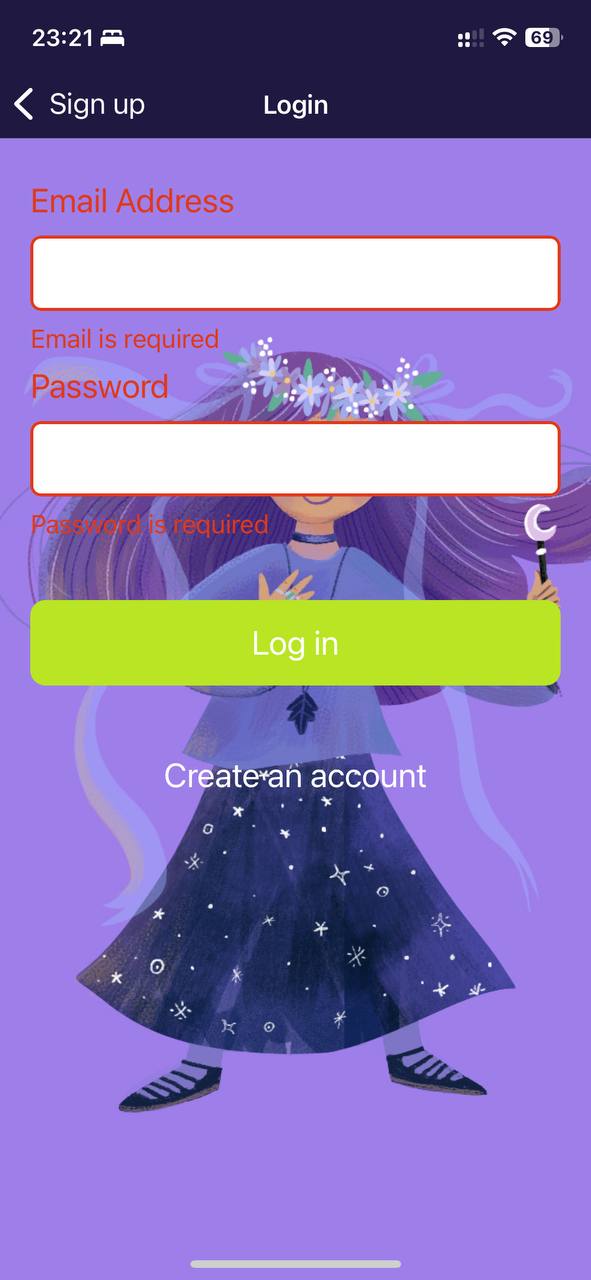 23:21
69
Sign up
Login
Email Address
Email is required
Password
Password is required
Log in
Create an account